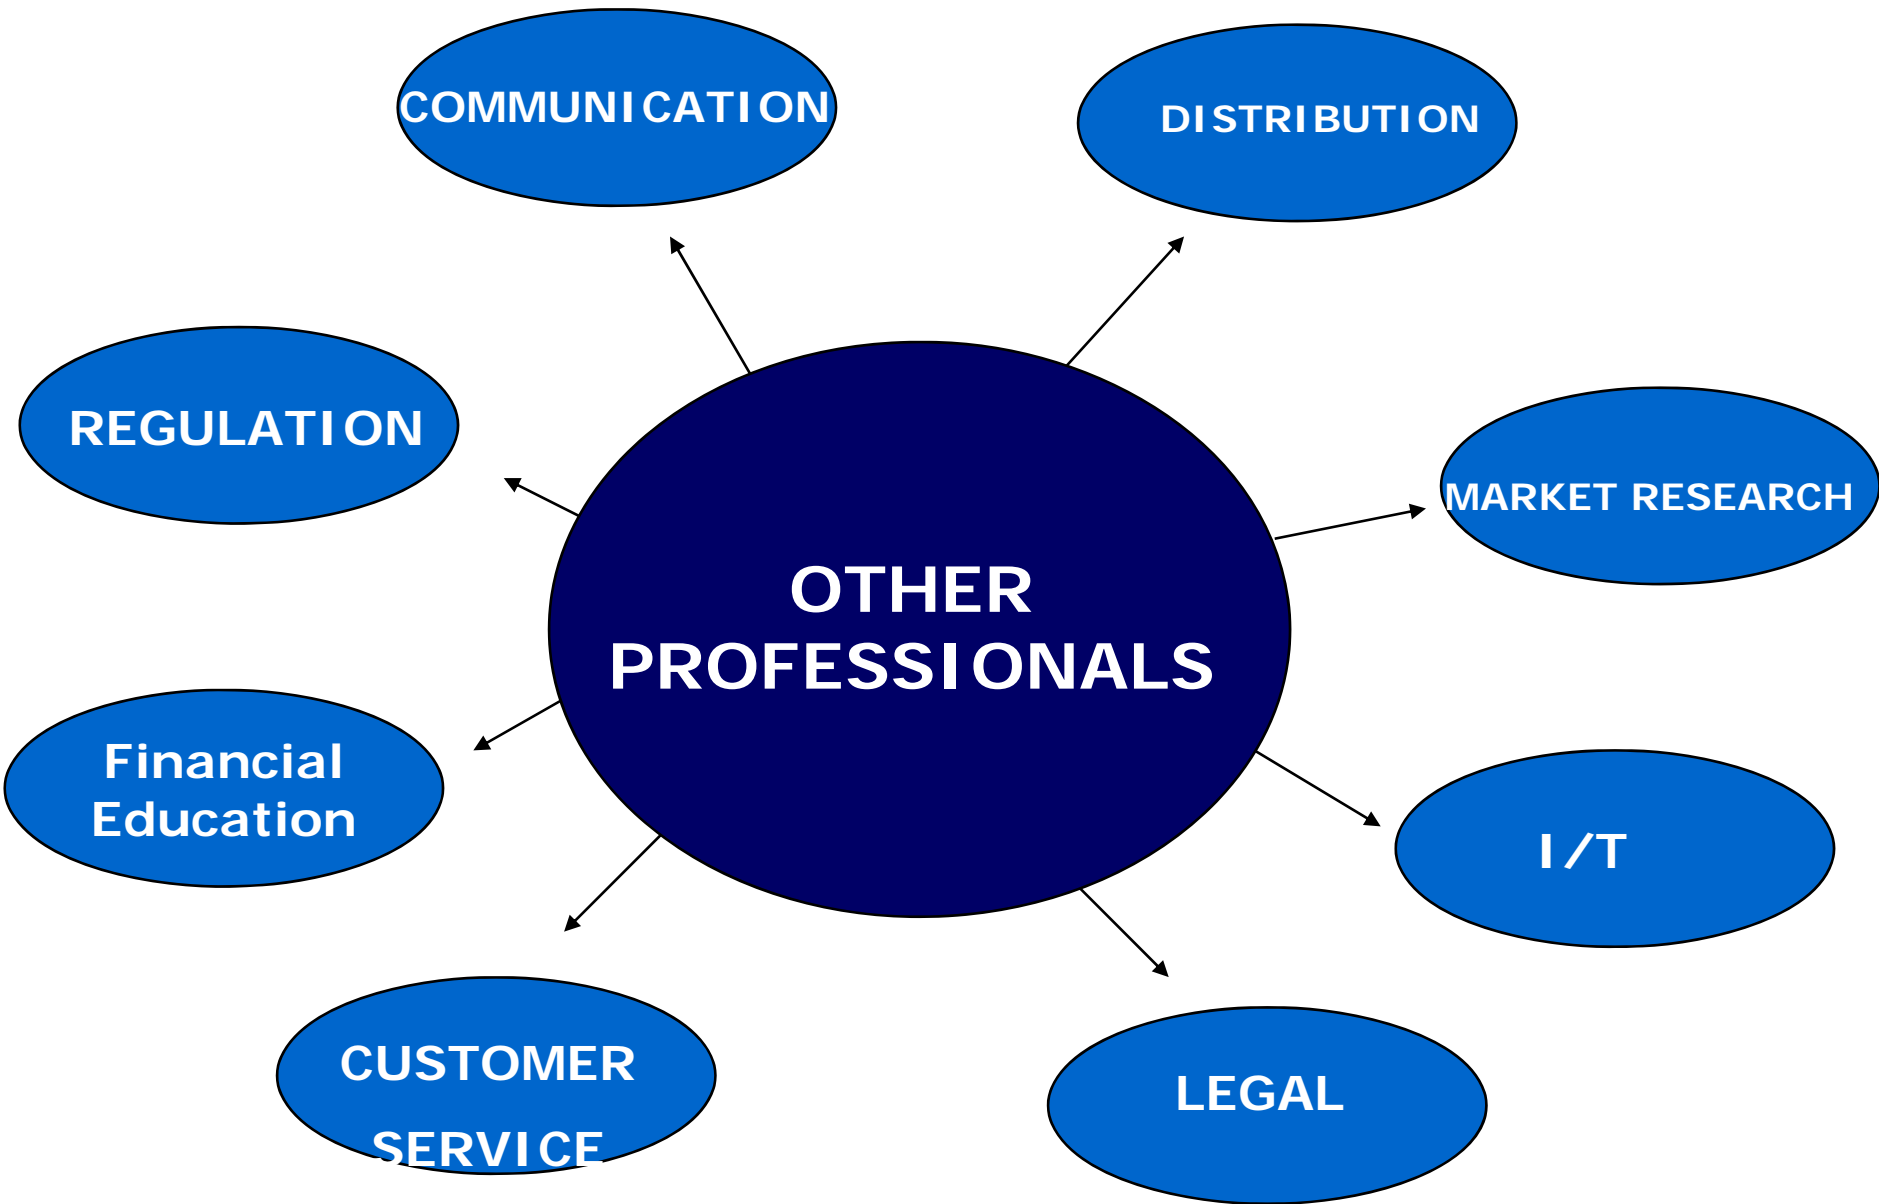 COMMUNICATION
DISTRIBUTION
REGULATION
MARKET RESEARCH
OTHER
PROFESSIONALS
Financial
Education
I/T
CUSTOMER
SERVICE
LEGAL